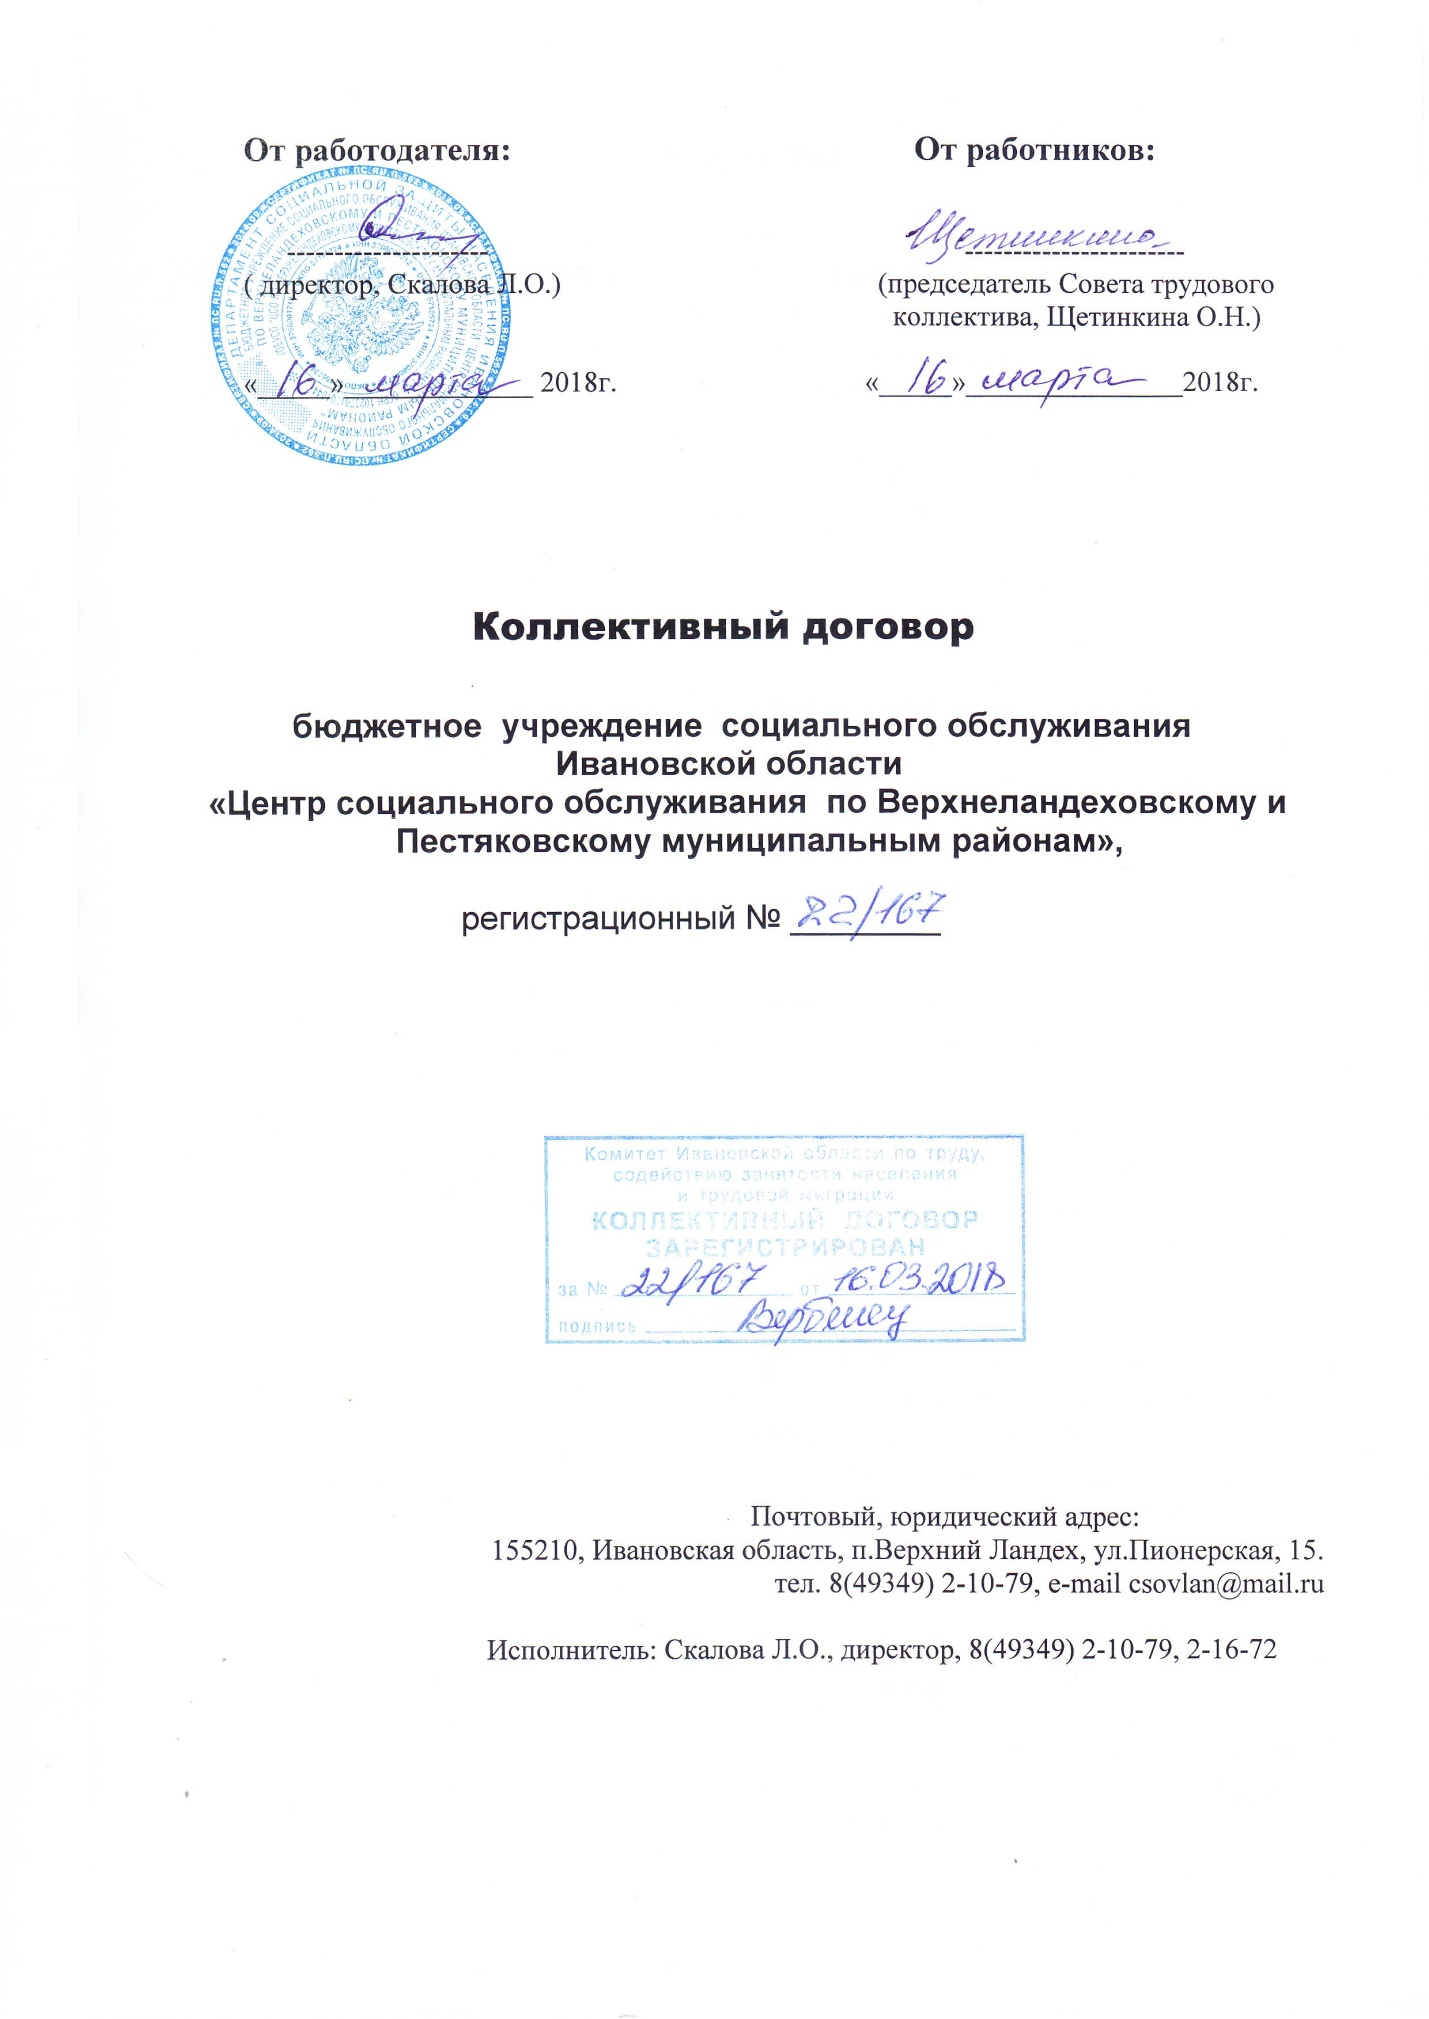 От работодателя:
( директор, Скалова Л.О.)
«16» марта 2018г.
От работников:
Щетинкина
(председатель Совета трудового
коллектива, Щетинкина О.Н.)
«16» марта 2018г.
Коллективный договор
бюджетное учреждение социального обслуживания
Ивановской области
«Центр социального обслуживания по Верхнеландеховскому и
Пестяковскому муниципальным районам»,
регистрационный № 22/167
Комитет Ивановской области по труду,
содействию занятости населения
и трудовой миграции
КОЛЛЕКТИВНЫЙ ДОГОВОР
ЗАРЕГИСТРИРОВАН
за № 22/167 от 16.03.2018
подпись
Почтовый, юридический адрес:
155210, Ивановская область, п.Верхний Ландех, ул.Пионерская, 15.
тел. 8(49349) 2-10-79, e-mail csovlan@mail.ru
Исполнитель: Скалова Л.О., директор, 8(49349) 2-10-79, 2-16-72